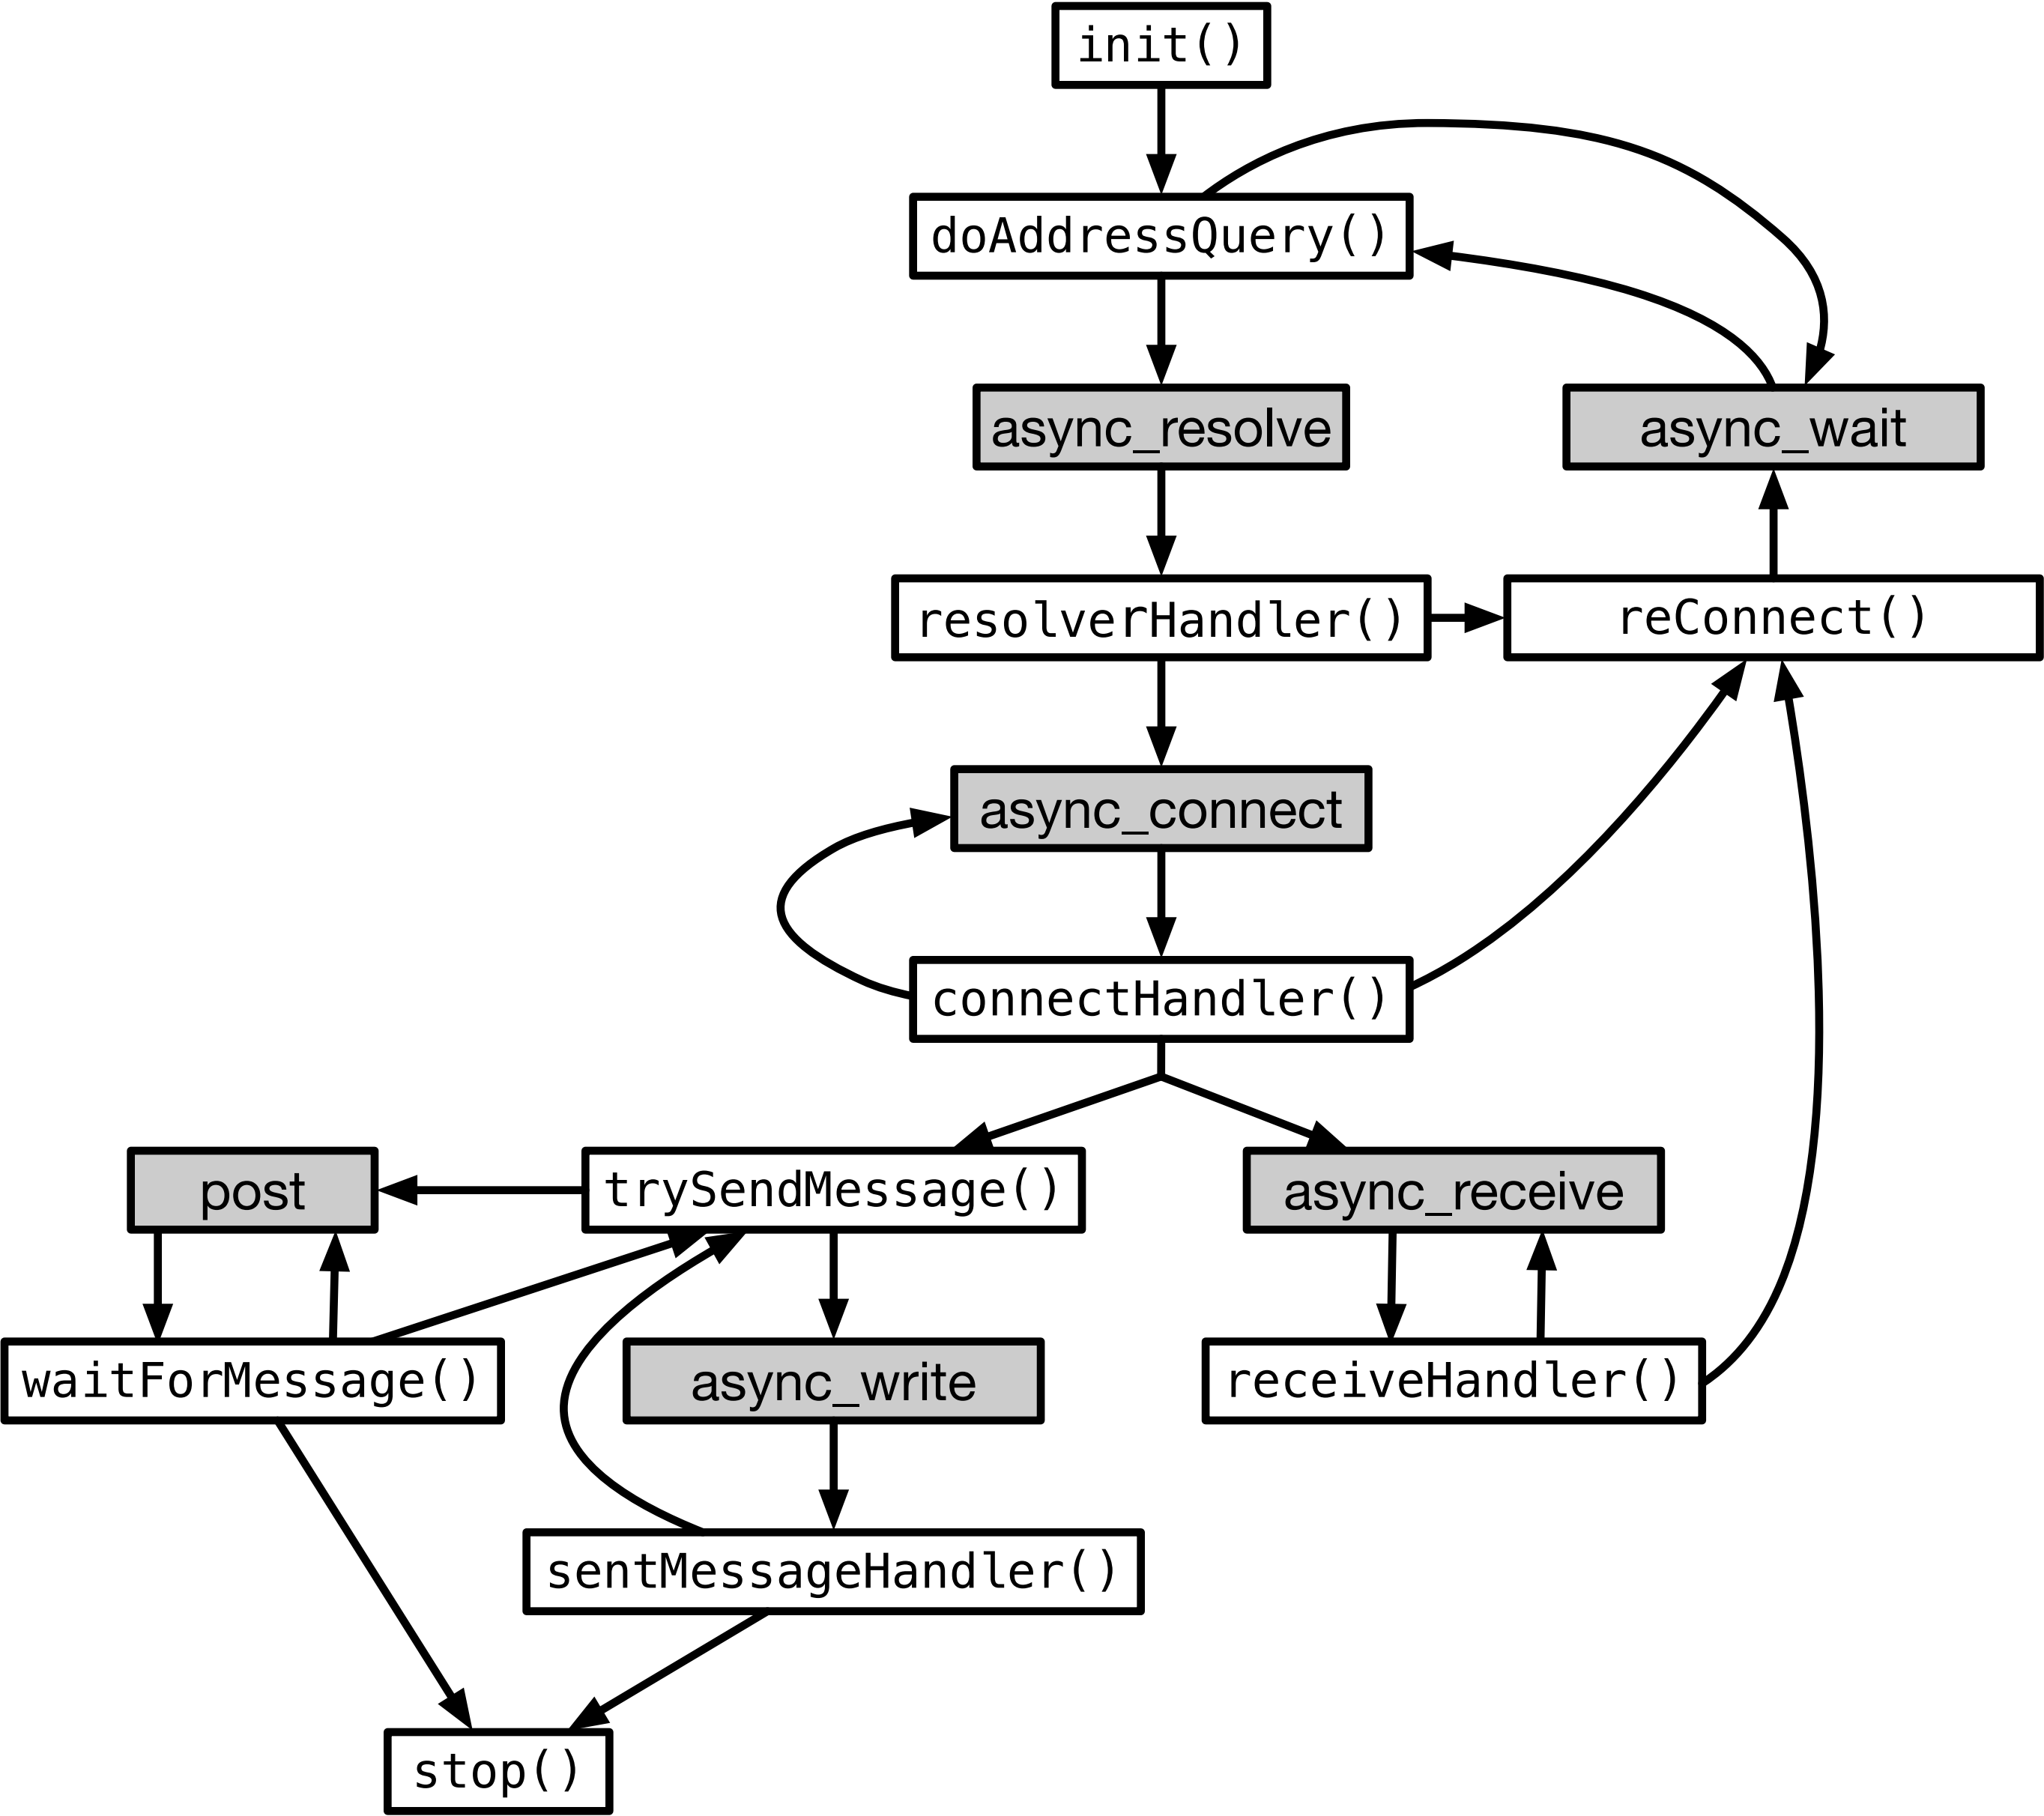 init()
doAddressQuery()
async_resolve
async_wait
resolverHandler()
reConnect()
async_connect
connectHandler()
post
trySendMessage()
async_receive
waitForMessage()
async_write
receiveHandler()
sentMessageHandler()
stop()